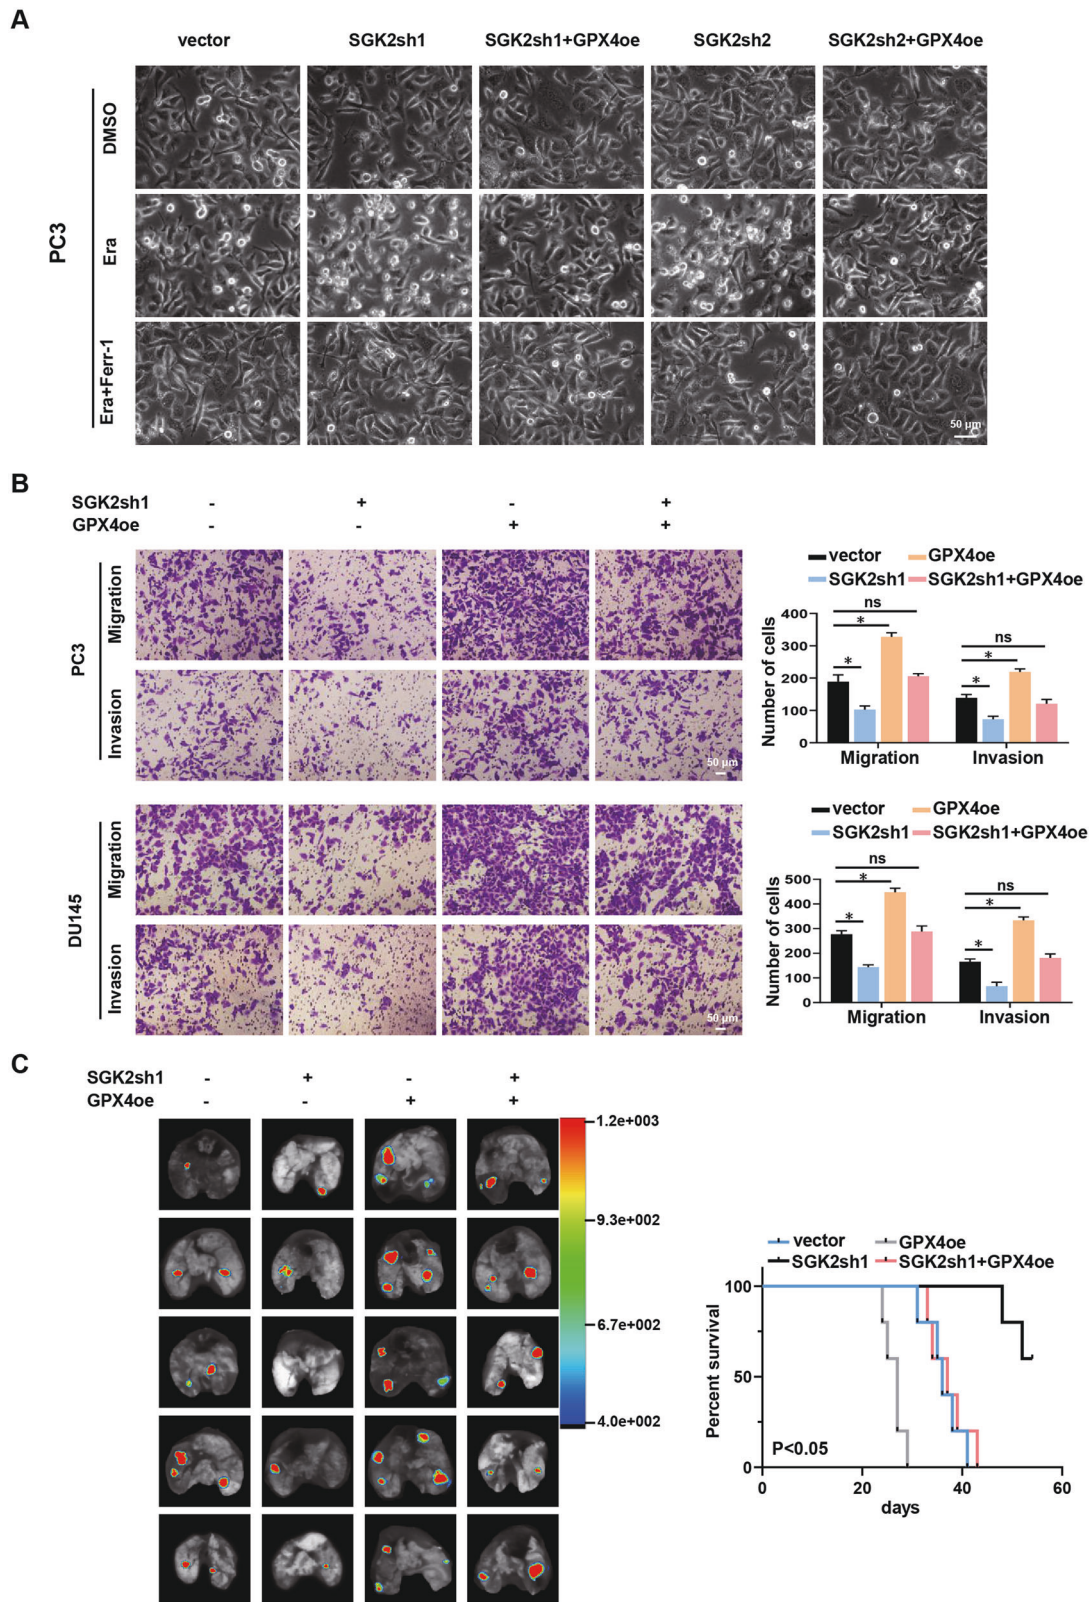 A
vector SGK2sh1 SGK2sh1+GPX4oe SGK2sh2 SGK2sh2+GPX4oe
PC3
DMSO
Era
Era+Ferr-1
50 μm
B
SGK2sh1 - + - +
GPX4oe - - + +
PC3
Migration
Invasion
50 μm
vector GPX4oe
SGK2sh1 SGK2sh1+GPX4oe
Number of cells
400
300
200
100
0
ns
*
*
ns
*
*
Migration Invasion
DU145
Migration
Invasion
50 μm
vector GPX4oe
SGK2sh1 SGK2sh1+GPX4oe
Number of cells
500
400
300
200
100
0
ns
*
*
ns
*
*
Migration Invasion
C
SGK2sh1 - + - +
GPX4oe - - + +
1.2e+003
9.3e+002
6.7e+002
4.0e+002
vector GPX4oe
SGK2sh1 SGK2sh1+GPX4oe
Percent survival
100
50
0
P<0.05
0 20 40 60
days